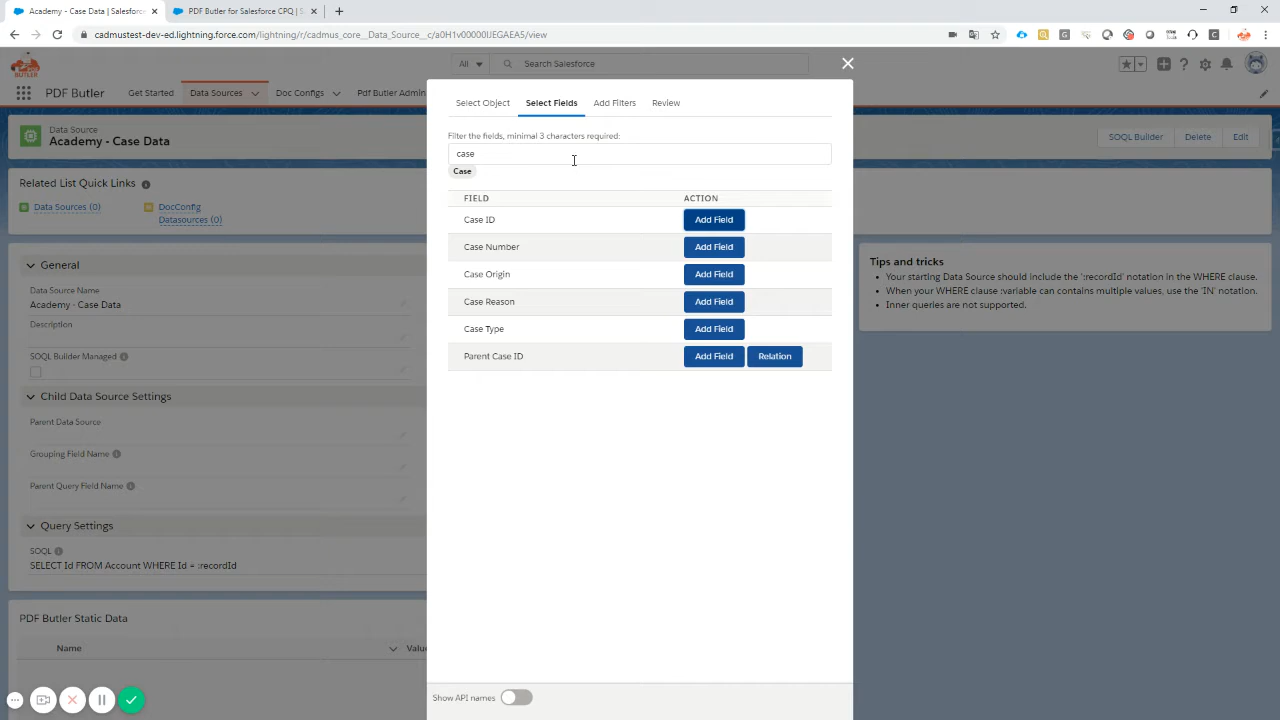 Academy - Case Data | Salesforce
PDF Butler for Salesforce CPQ | S
cadmustest-dev-ed.lightning.force.com/lightning/r/cadmus_core__Data_Source__c/a0H1v00000IJEGAEA5/view
BUTLER
All
Search Salesforce
PDF Butler
Get Started
Data Sources
Doc Configs
Pdf Butler Admin
Data Source
Academy - Case Data
SOQL Builder
Delete
Edit
Related List Quick Links
Data Sources (0)
DocConfig
Datasources (0)
General
Data Source Name
Academy - Case Data
Description
SOQL Builder Managed
Child Data Source Settings
Parent Data Source
Grouping Field Name
Parent Query Field Name
Query Settings
SOQL
SELECT Id FROM Account WHERE Id = :recordId
PDF Butler Static Data
Name
Value
Select Object
Select Fields
Add Filters
Review
Filter the fields, minimal 3 characters required:
case
Case
FIELD ACTION
Case ID Add Field
Case Number Add Field
Case Origin Add Field
Case Reason Add Field
Case Type Add Field
Parent Case ID Add Field Relation
Show API names
Tips and tricks
Your starting Data Source should include the ':recordId' notation in the WHERE clause.
When your WHERE clause :variable can contains multiple values, use the 'IN' notation.
Inner queries are not supported.